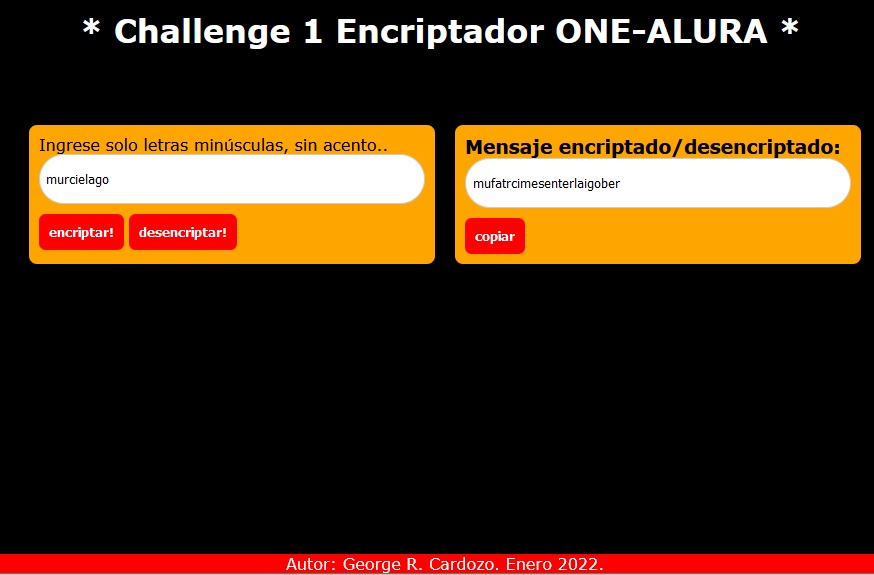 * Challenge 1 Encriptador ONE-ALURA *
Ingrese solo letras minúsculas, sin acento..
murcielago
encriptar! desencriptar!
Mensaje encriptado/desencriptado:
mufatrcimesenterlaigober
copiar
Autor: George R. Cardozo. Enero 2022.